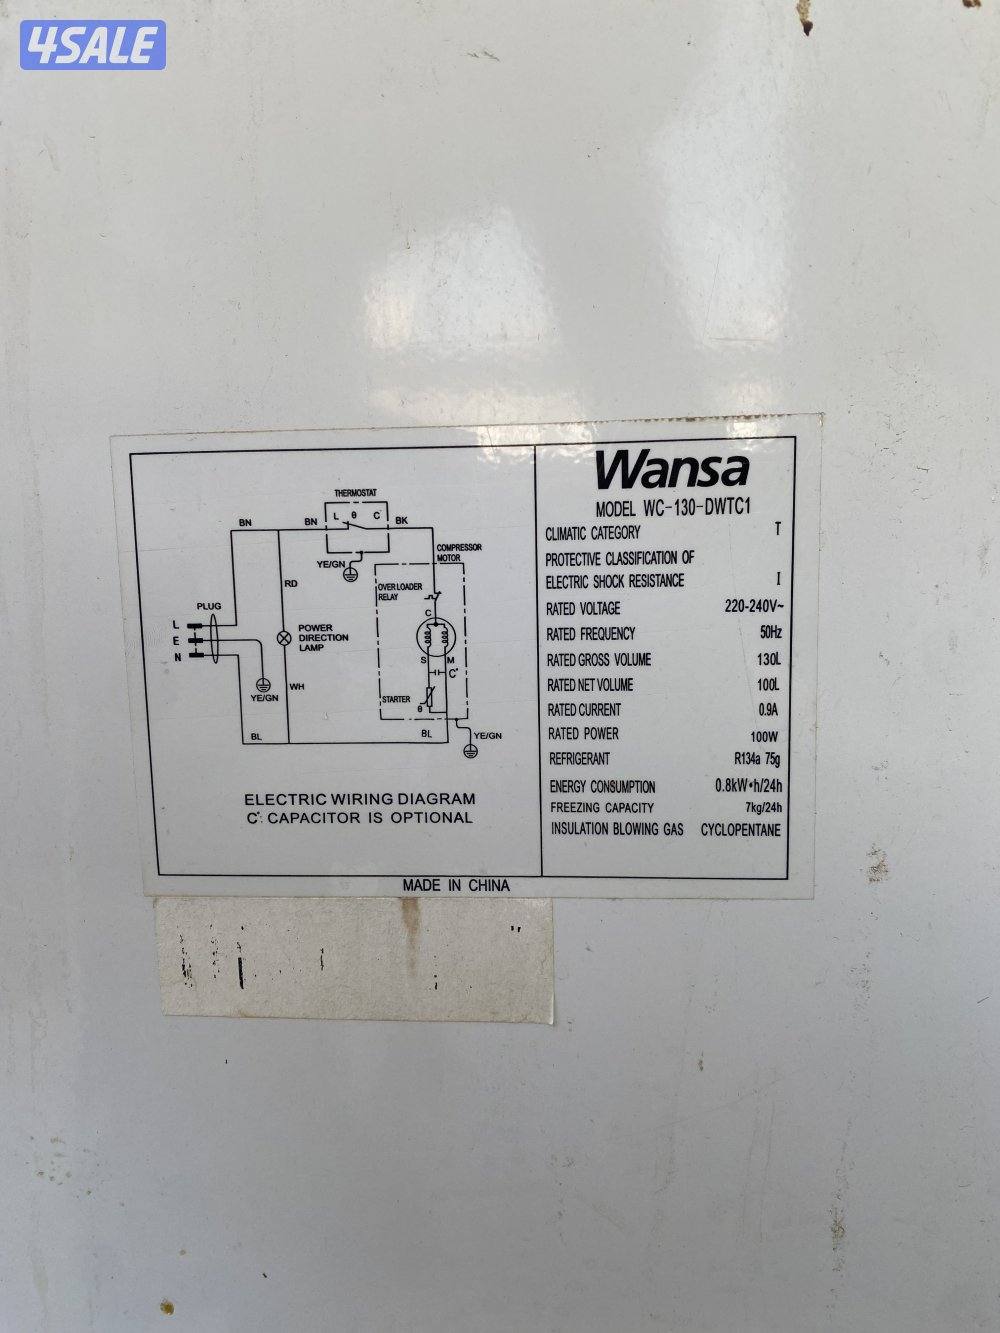 4SALE
THERMOSTAT
BN
BN
L θ C
BK
YE/GN
COMPRESSOR
MOTOR
RD
OVERLOADER
RELAY
PLUG
L
E
N
POWER
DIRECTION
LAMP
C
S M
C*
YE/GN
WH
STARTER
θ
BL
BL
YE/GN
ELECTRIC WIRING DIAGRAM
C*: CAPACITOR IS OPTIONAL
Wansa
MODEL WC-130-DWTC1
CLIMATIC CATEGORY T
PROTECTIVE CLASSIFICATION OF
ELECTRIC SHOCK RESISTANCE I
RATED VOLTAGE 220-240V~
RATED FREQUENCY 50Hz
RATED GROSS VOLUME 130L
RATED NET VOLUME 100L
RATED CURRENT 0.9A
RATED POWER 100W
REFRIGERANT R134a 75g
ENERGY CONSUMPTION 0.8kW•h/24h
FREEZING CAPACITY 7kg/24h
INSULATION BLOWING GAS CYCLOPENTANE
MADE IN CHINA